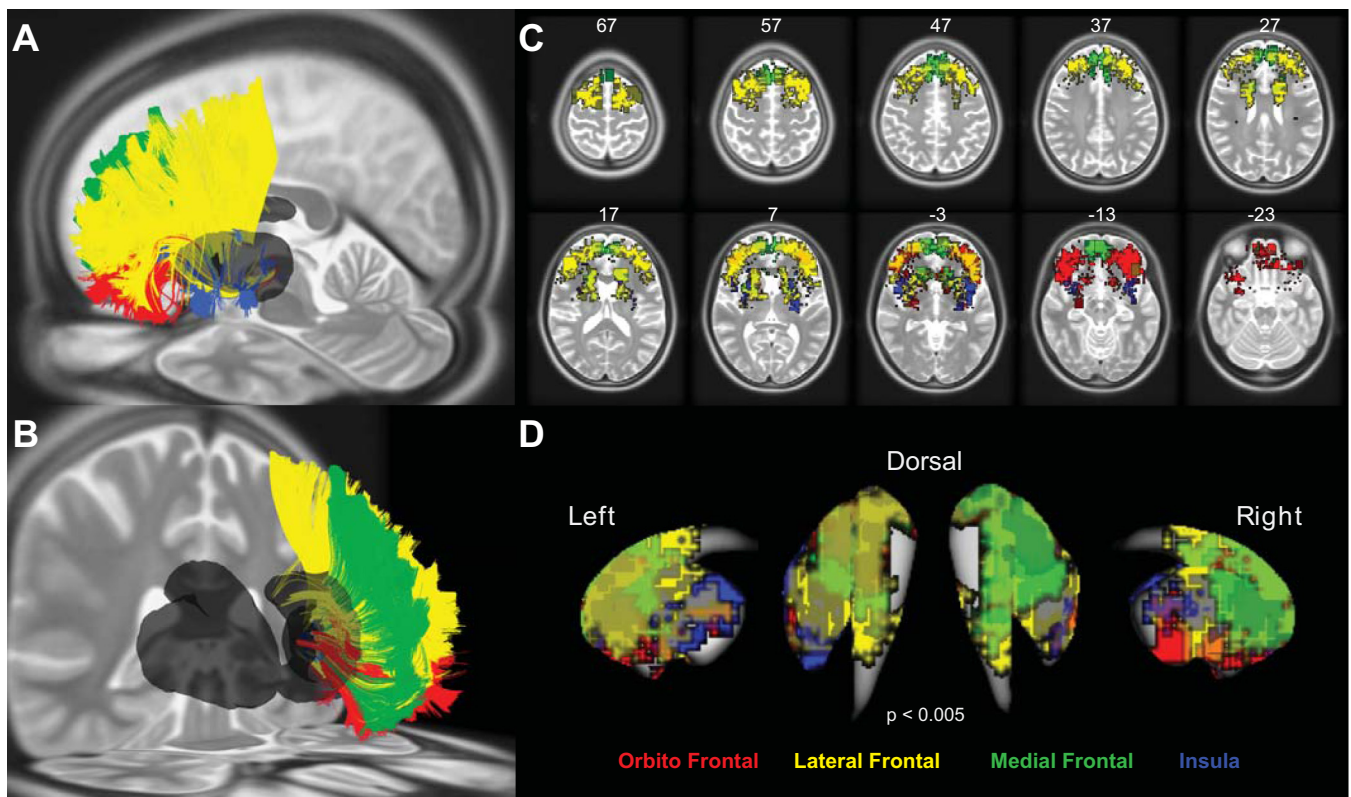 A
C
67 57 47 37 27
17 7 -3 -13 -23
B
D
Dorsal
Left
Right
p < 0.005
Orbito Frontal Lateral Frontal Medial Frontal Insula